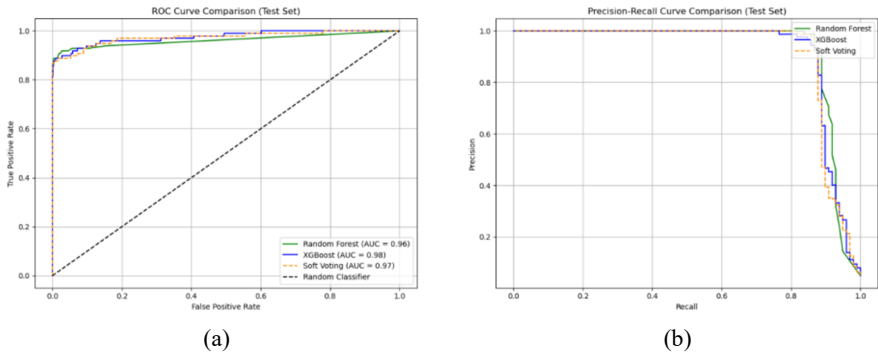 ROC Curve Comparison (Test Set)
True Positive Rate
1.0
0.8
0.6
0.4
0.2
0.0
Random Forest (AUC = 0.96)
XGBoost (AUC = 0.98)
Soft Voting (AUC = 0.97)
Random Classifier
0.0 0.2 0.4 0.6 0.8 1.0
False Positive Rate
(a)
Precision-Recall Curve Comparison (Test Set)
Precision
1.0
0.8
0.6
0.4
0.2
Random Forest
XGBoost
Soft Voting
0.0 0.2 0.4 0.6 0.8 1.0
Recall
(b)